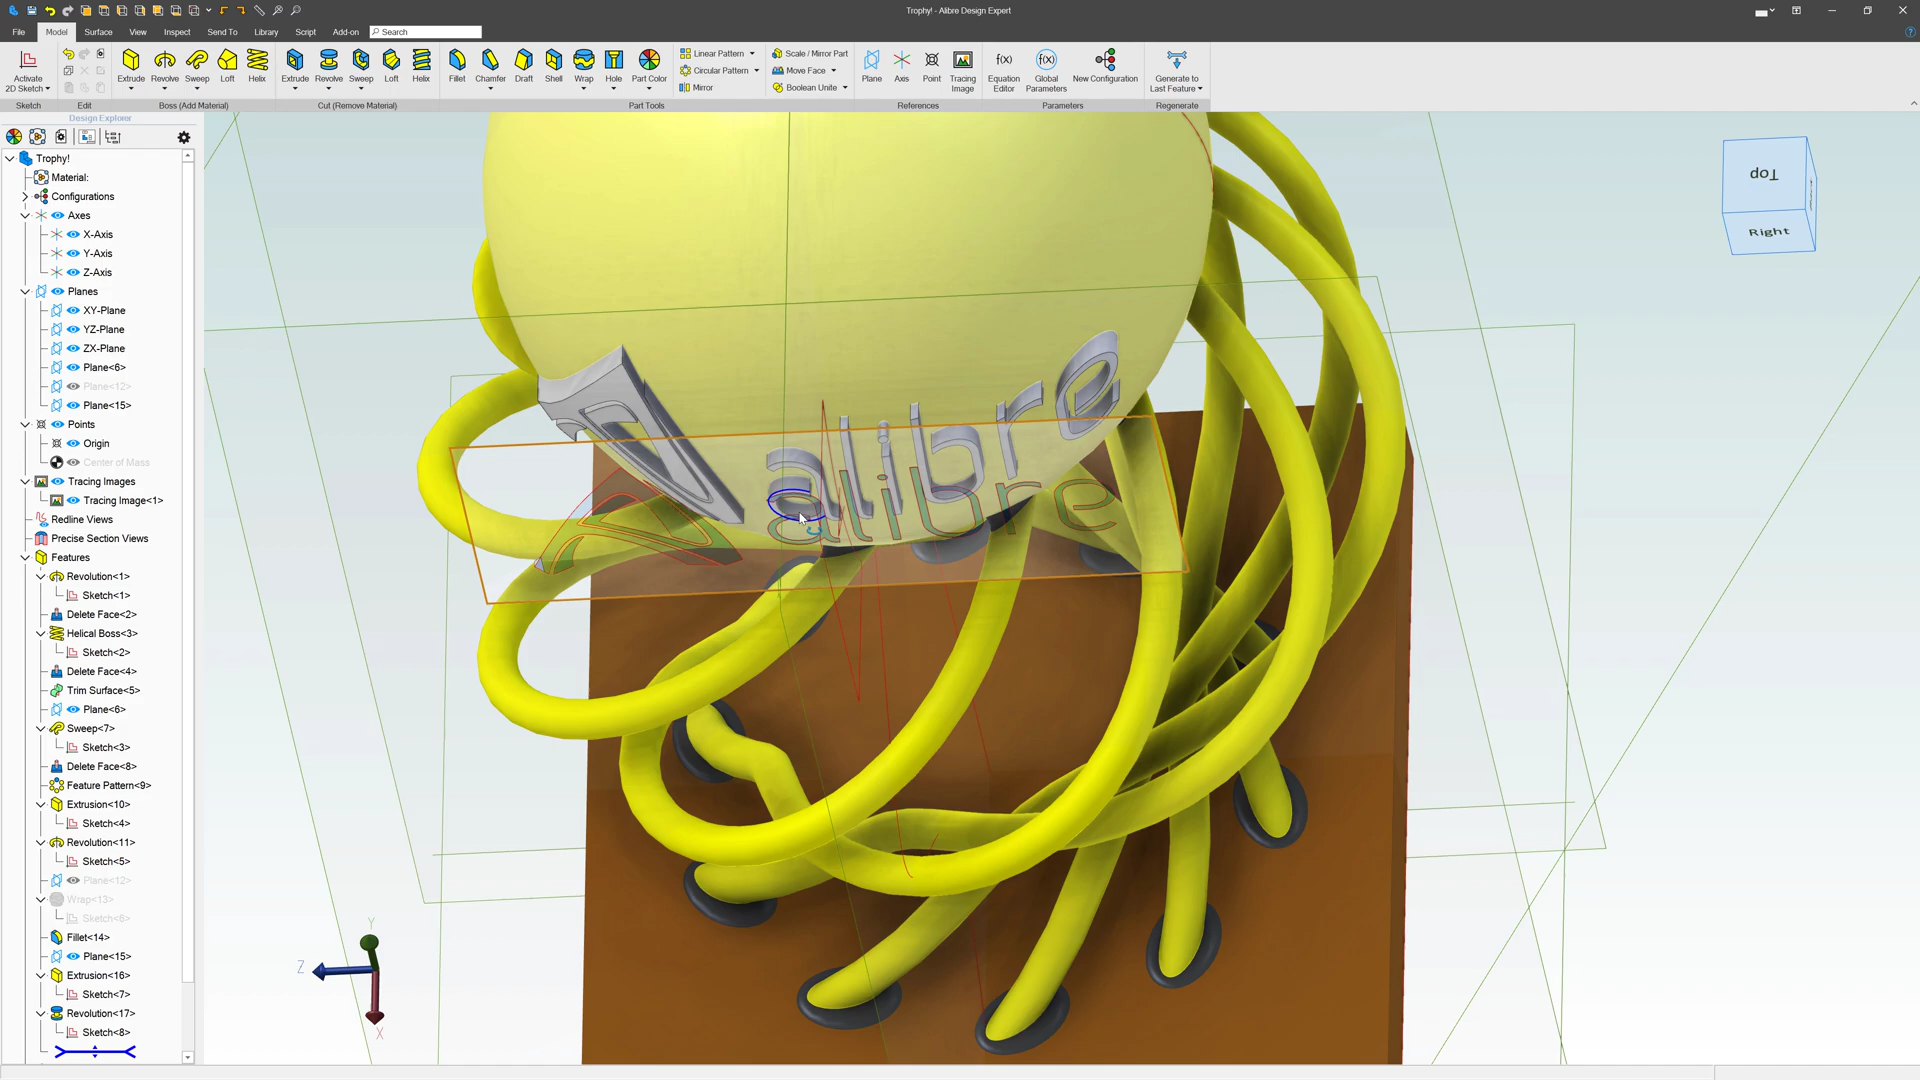 Trophy! - Alibre Design Expert
File Model Surface View Inspect Send To Library Script Add-on Search
Activate 2D Sketch
Extrude Revolve Sweep Loft Helix
Extrude Revolve Sweep Loft Helix
Fillet Chamfer Draft Shell Wrap Hole Part Color
Linear Pattern
Circular Pattern
Mirror
Scale / Mirror Part
Move Face
Boolean Unite
Plane Axis Point Tracing Image
f(x) Equation Editor
f(x) Global Parameters
New Configuration
Generate to Last Feature
Sketch Edit Boss (Add Material) Cut (Remove Material) Part Tools References Parameters Regenerate
Design Explorer
Trophy!
Material:
Configurations
Axes
X-Axis
Y-Axis
Z-Axis
Planes
XY-Plane
YZ-Plane
ZX-Plane
Plane<6>
Plane<12>
Plane<15>
Points
Origin
Center of Mass
Tracing Images
Tracing Image<1>
Redline Views
Precise Section Views
Features
Revolution<1>
Sketch<1>
Delete Face<2>
Helical Boss<3>
Sketch<2>
Delete Face<4>
Trim Surface<5>
Plane<6>
Sweep<7>
Sketch<3>
Delete Face<8>
Feature Pattern<9>
Extrusion<10>
Sketch<4>
Revolution<11>
Sketch<5>
Plane<12>
Wrap<13>
Sketch<6>
Fillet<14>
Plane<15>
Extrusion<16>
Sketch<7>
Revolution<17>
Sketch<8>
Top
Right
alibre
alibre
Y
Z
X